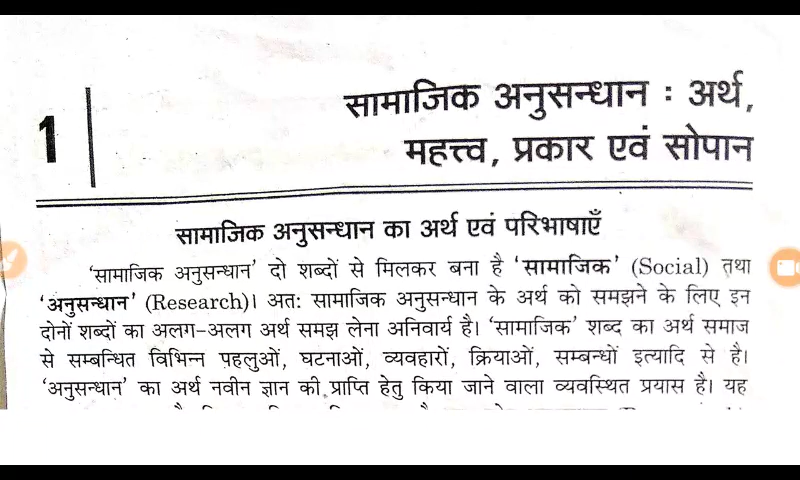 1
सामाजिक अनुसन्धान : अर्थ,
महत्त्व, प्रकार एवं सोपान
सामाजिक अनुसन्धान का अर्थ एवं परिभाषाएँ
‘सामाजिक अनुसन्धान’ दो शब्दों से मिलकर बना है ‘सामाजिक’ (Social) तथा
‘अनुसन्धान’ (Research)। अतः सामाजिक अनुसन्धान के अर्थ को समझने के लिए इन
दोनों शब्दों का अलग-अलग अर्थ समझ लेना अनिवार्य है। ‘सामाजिक’ शब्द का अर्थ समाज
से सम्बन्धित विभिन्न पहलुओं, घटनाओं, व्यवहारों, क्रियाओं, सम्बन्धों इत्यादि से है।
‘अनुसन्धान’ का अर्थ नवीन ज्ञान की प्राप्ति हेतु किया जाने वाला व्यवस्थित प्रयास है। यह